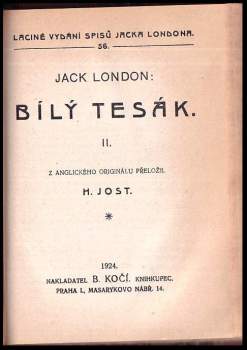 LACINÉ VYDÁNÍ SPISŮ JACKA LONDONA.
56.
JACK LONDON:
BÍLÝ TESÁK.
II.
Z ANGLICKÉHO ORIGINÁLU PŘELOŽIL
H. JOST.
1924.
NAKLADATEL B. KOČÍ, KNIHKUPEC,
PRAHA I., MASARYKOVO NÁBŘ. 14.